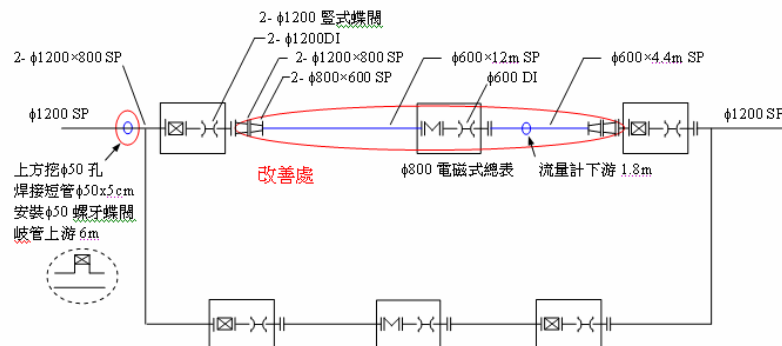 2- ϕ1200 豎式蝶閥
2- ϕ1200DI
2- ϕ1200×800 SP
2- ϕ1200×800 SP
2- ϕ800×600 SP
ϕ600×12m SP
ϕ600 DI
ϕ600×4.4m SP
ϕ1200 SP
ϕ1200 SP
上方挖ϕ50 孔
焊接短管ϕ50x5cm
安裝ϕ50 螺牙蝶閥
岐管上游 6m
改善處
ϕ800 電磁式總表
流量計下游 1.8m
M
M